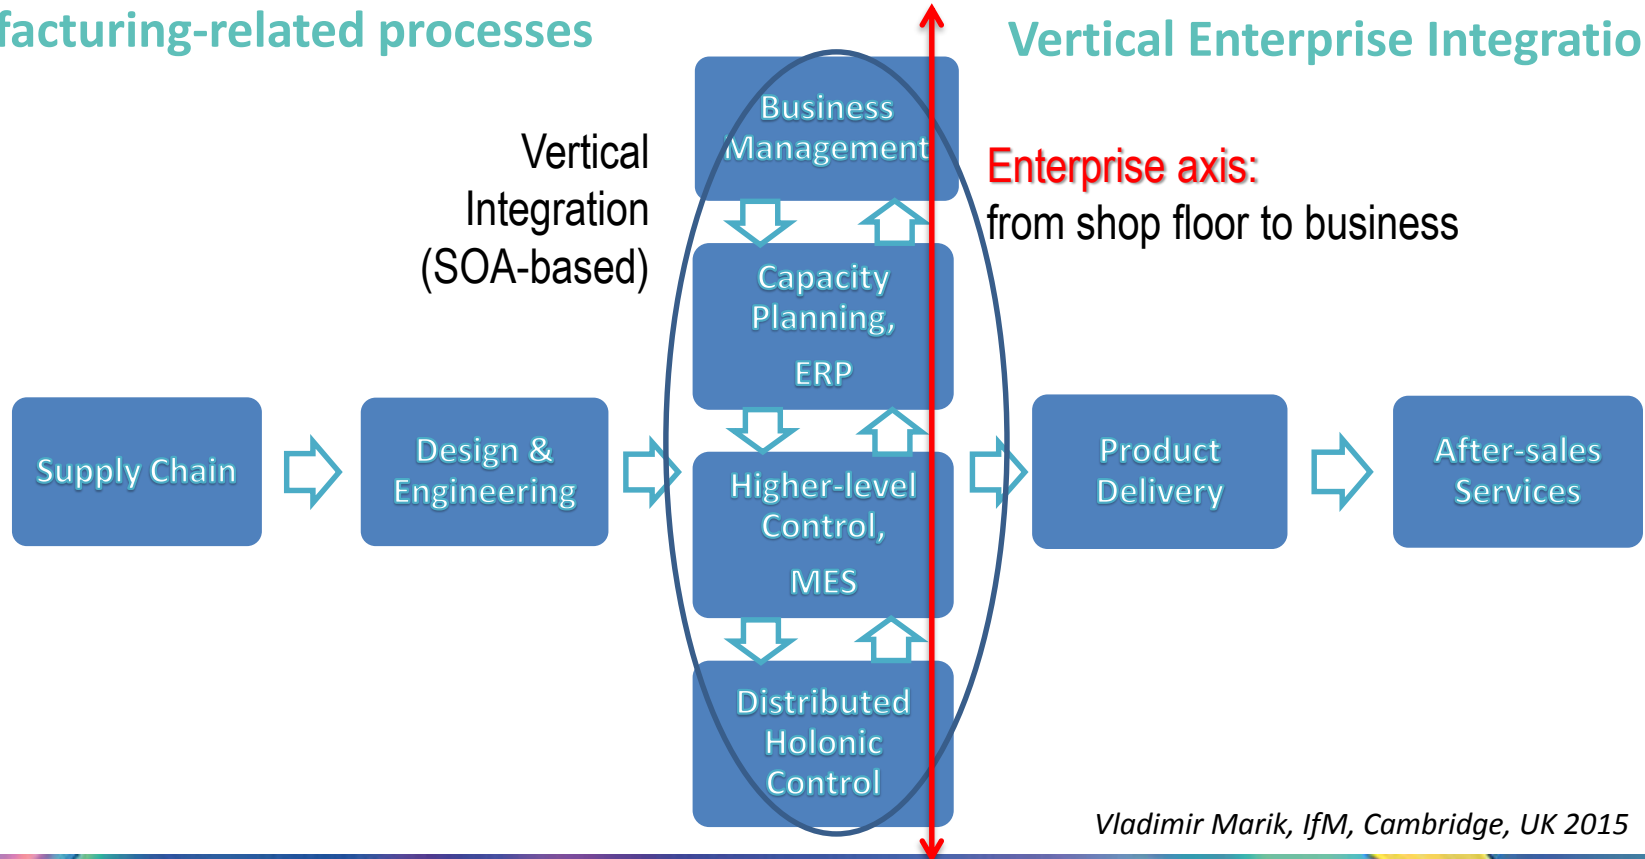 facturing-related processes
Vertical Enterprise Integratio
Business
Management
Vertical
Integration
(SOA-based)
Enterprise axis:
from shop floor to business
Capacity
Planning,
ERP
Supply Chain
Design &
Engineering
Higher-level
Control,
MES
Product
Delivery
After-sales
Services
Distributed
Holonic
Control
Vladimir Marik, IfM, Cambridge, UK 2015